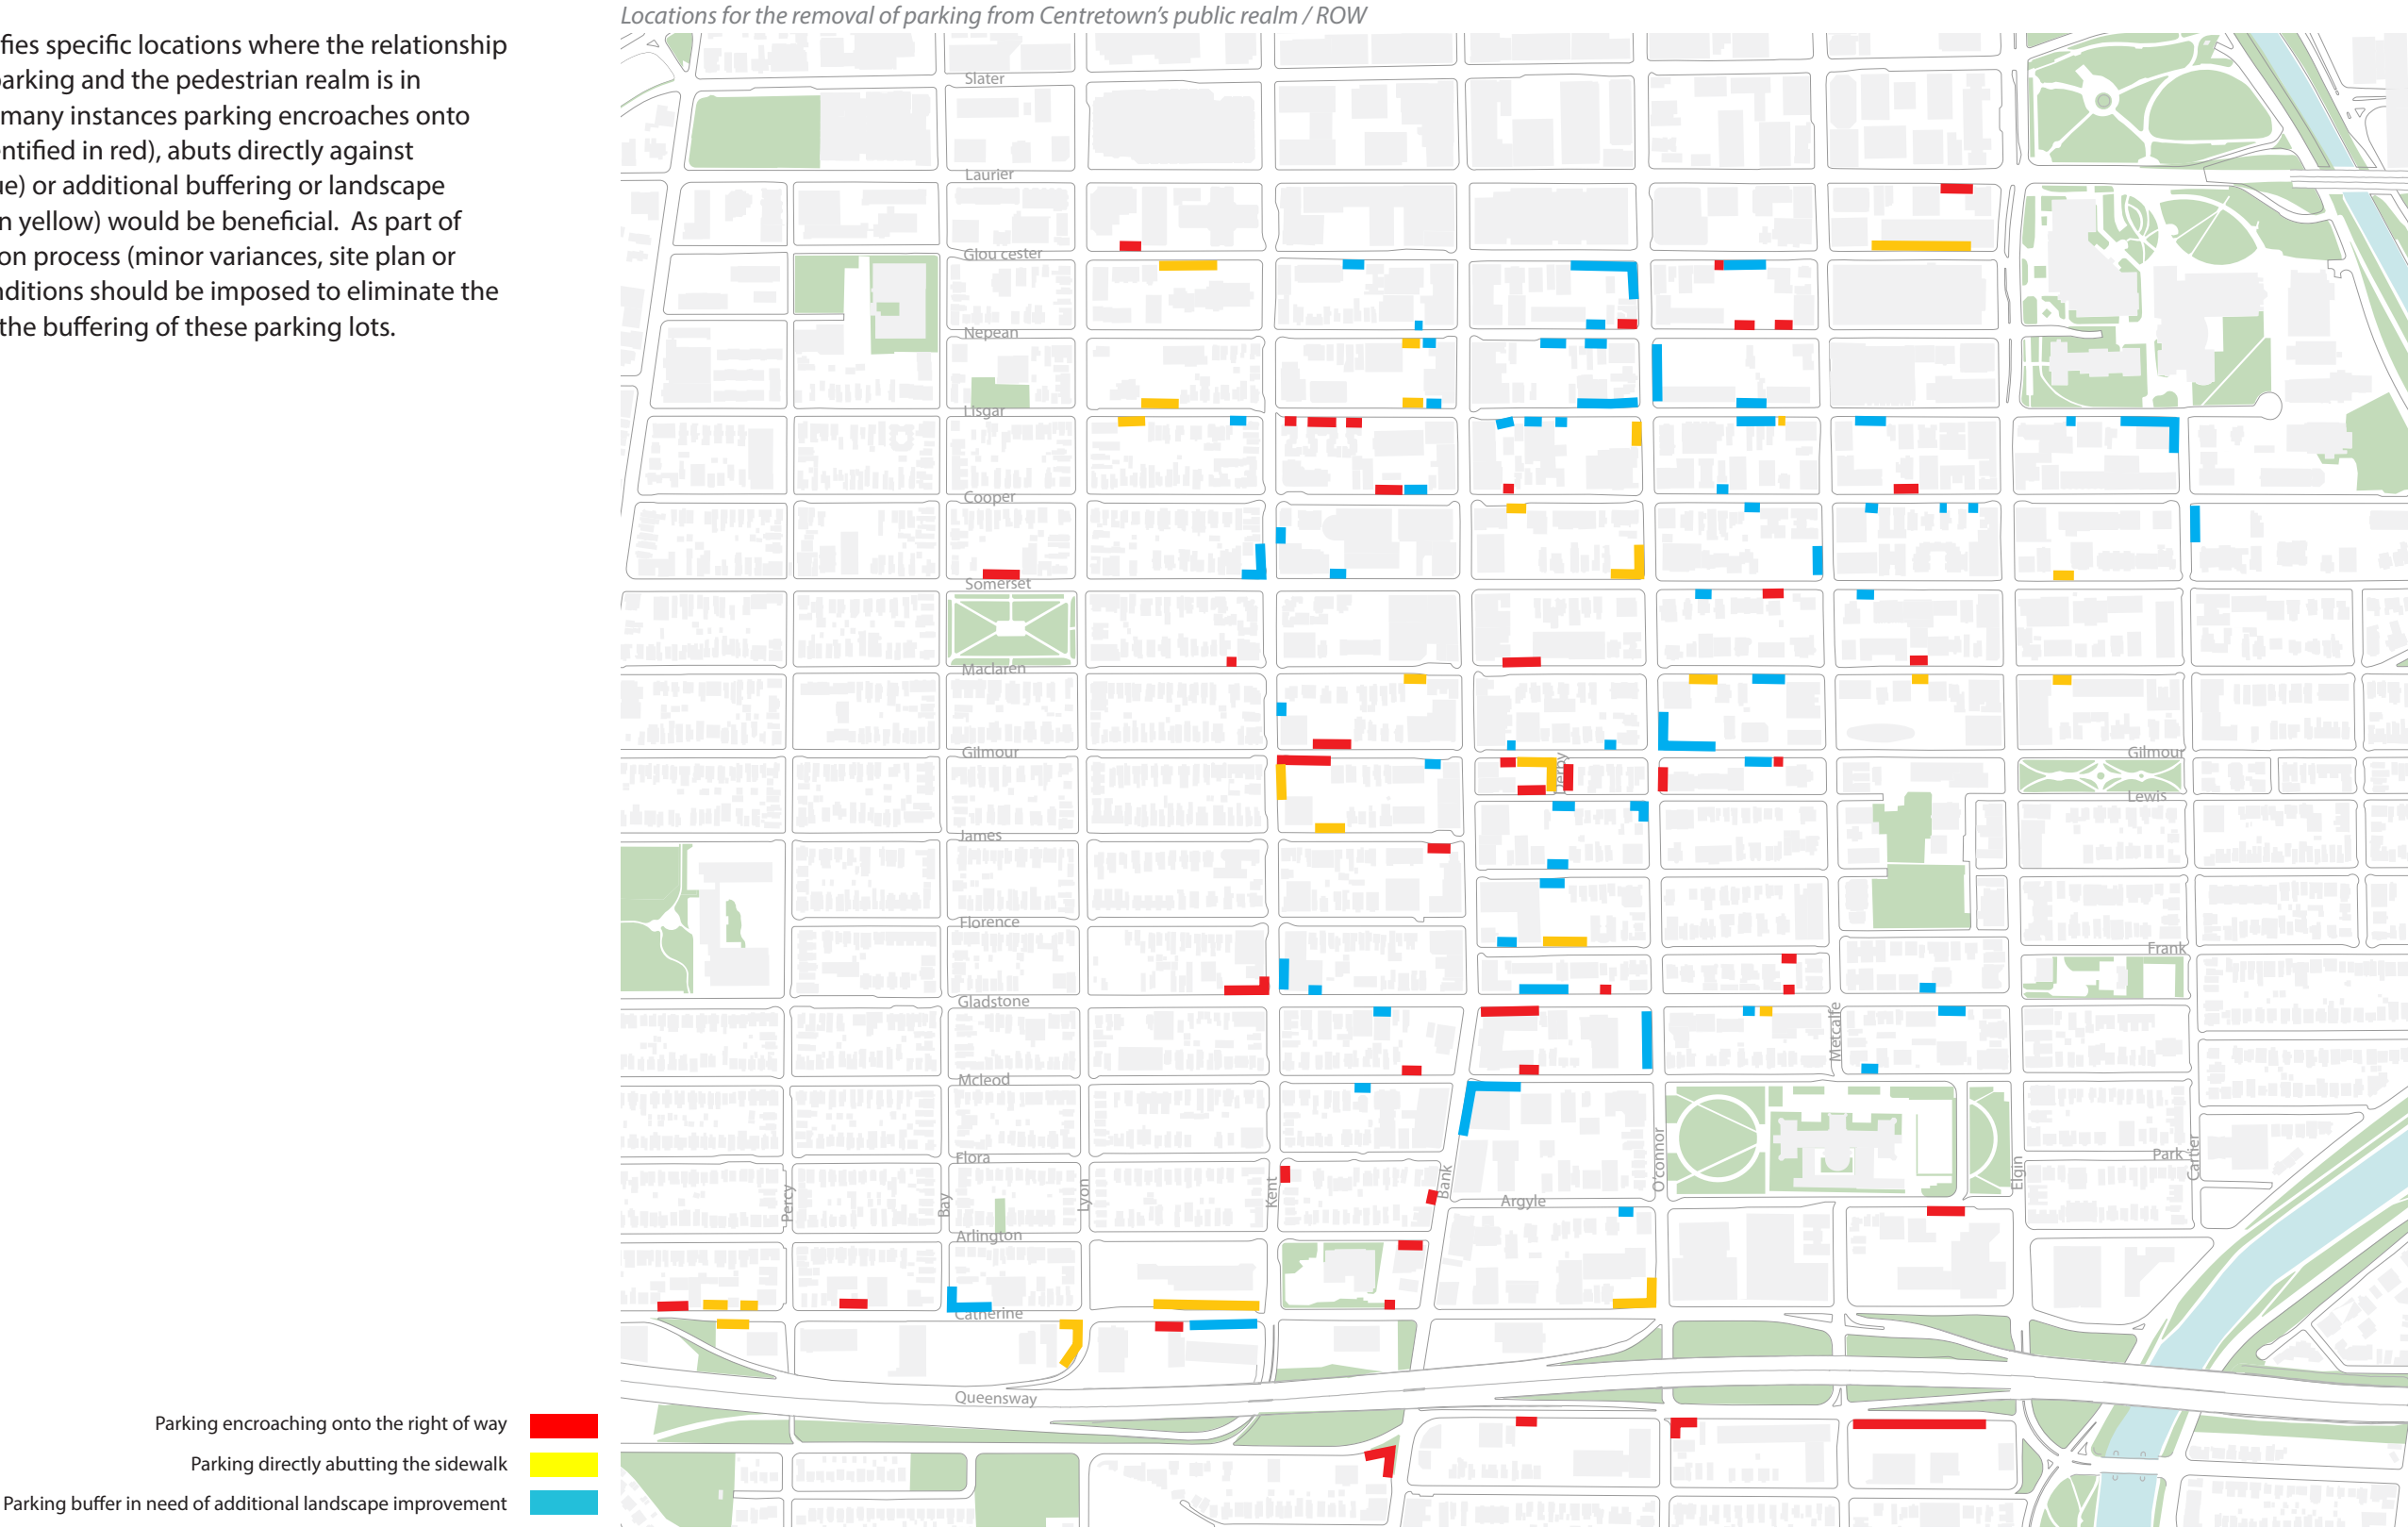 Locations for the removal of parking from Centretown's public realm / ROW
fies specific locations where the relationship
parking and the pedestrian realm is in
many instances parking encroaches onto
entified in red), abuts directly against
ue) or additional buffering or landscape
n yellow) would be beneficial.  As part of
on process (minor variances, site plan or
nditions should be imposed to eliminate the
the buffering of these parking lots.
Slater
Laurier
Glou cester
Nepean
Lisgar
Cooper
Somerset
Maclaren
Gilmour
Gilmour
Derby
Lewis
James
Florence
Frank
Gladstone
Metcalfe
Mcleod
Flora
Park
Percy
Bay
Lyon
Kent
Bank
Argyle
O'connor
Elgin
Cartier
Arlington
Catherine
Queensway
Parking encroaching onto the right of way
Parking directly abutting the sidewalk
Parking buffer in need of additional landscape improvement